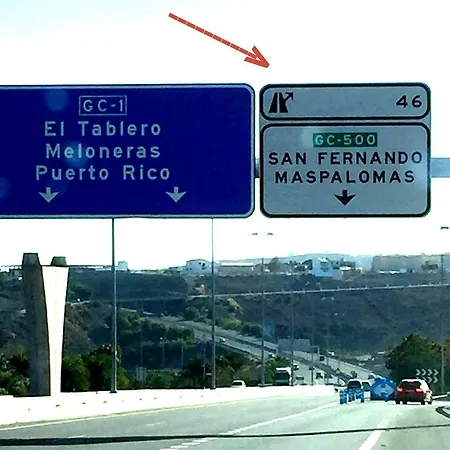 GC-1
El Tablero
Meloneras
Puerto Rico
46
GC-500
SAN FERNANDO
MASPALOMAS